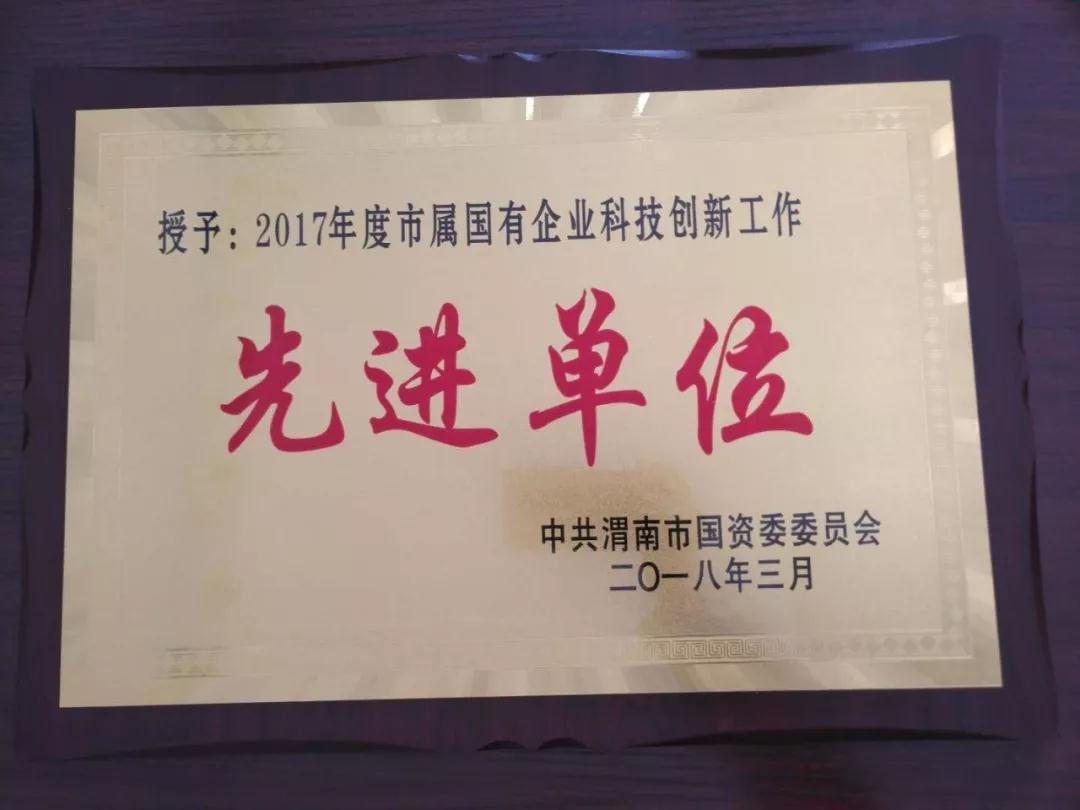 授予：2017年度市属国有企业科技创新工作
先进单位
中共渭南市国资委委员会
二〇一八年三月